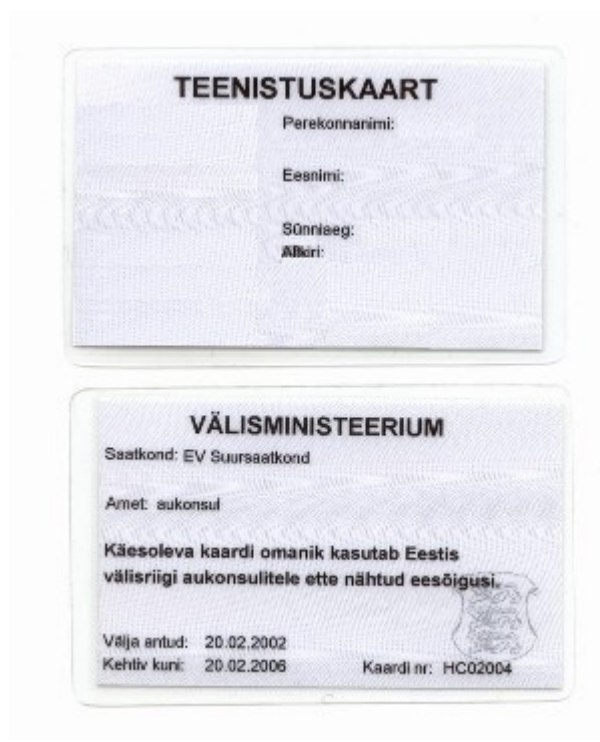 TEENISTUSKAART
Perekonnanimi:
Eesnimi:
Sünniaeg:
Allkiri:
VÄLISMINISTEERIUM
Saatkond: EV Suursaatkond
Amet: aukonsul
Käesoleva kaardi omanik kasutab Eestis
välisriigi aukonsulitele ette nähtud eesõigusi.
Välja antud: 20.02.2002
Kehtiv kuni: 20.02.2006 Kaardi nr: HC02004